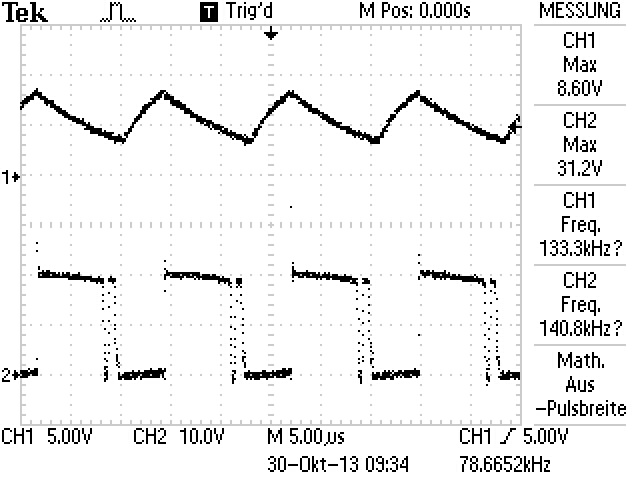 Tek T Trig'd M Pos: 0.000s MESSUNG
CH1
Max
8.60V
CH2
Max
31.2V
CH1
Freq.
133.3kHz?
CH2
Freq.
140.8kHz?
Math.
Aus
-Pulsbreite
1
2
CH1 5.00V CH2 10.0V M 5.00µs CH1 5.00V
30-Okt-13 09:34 78.6652kHz